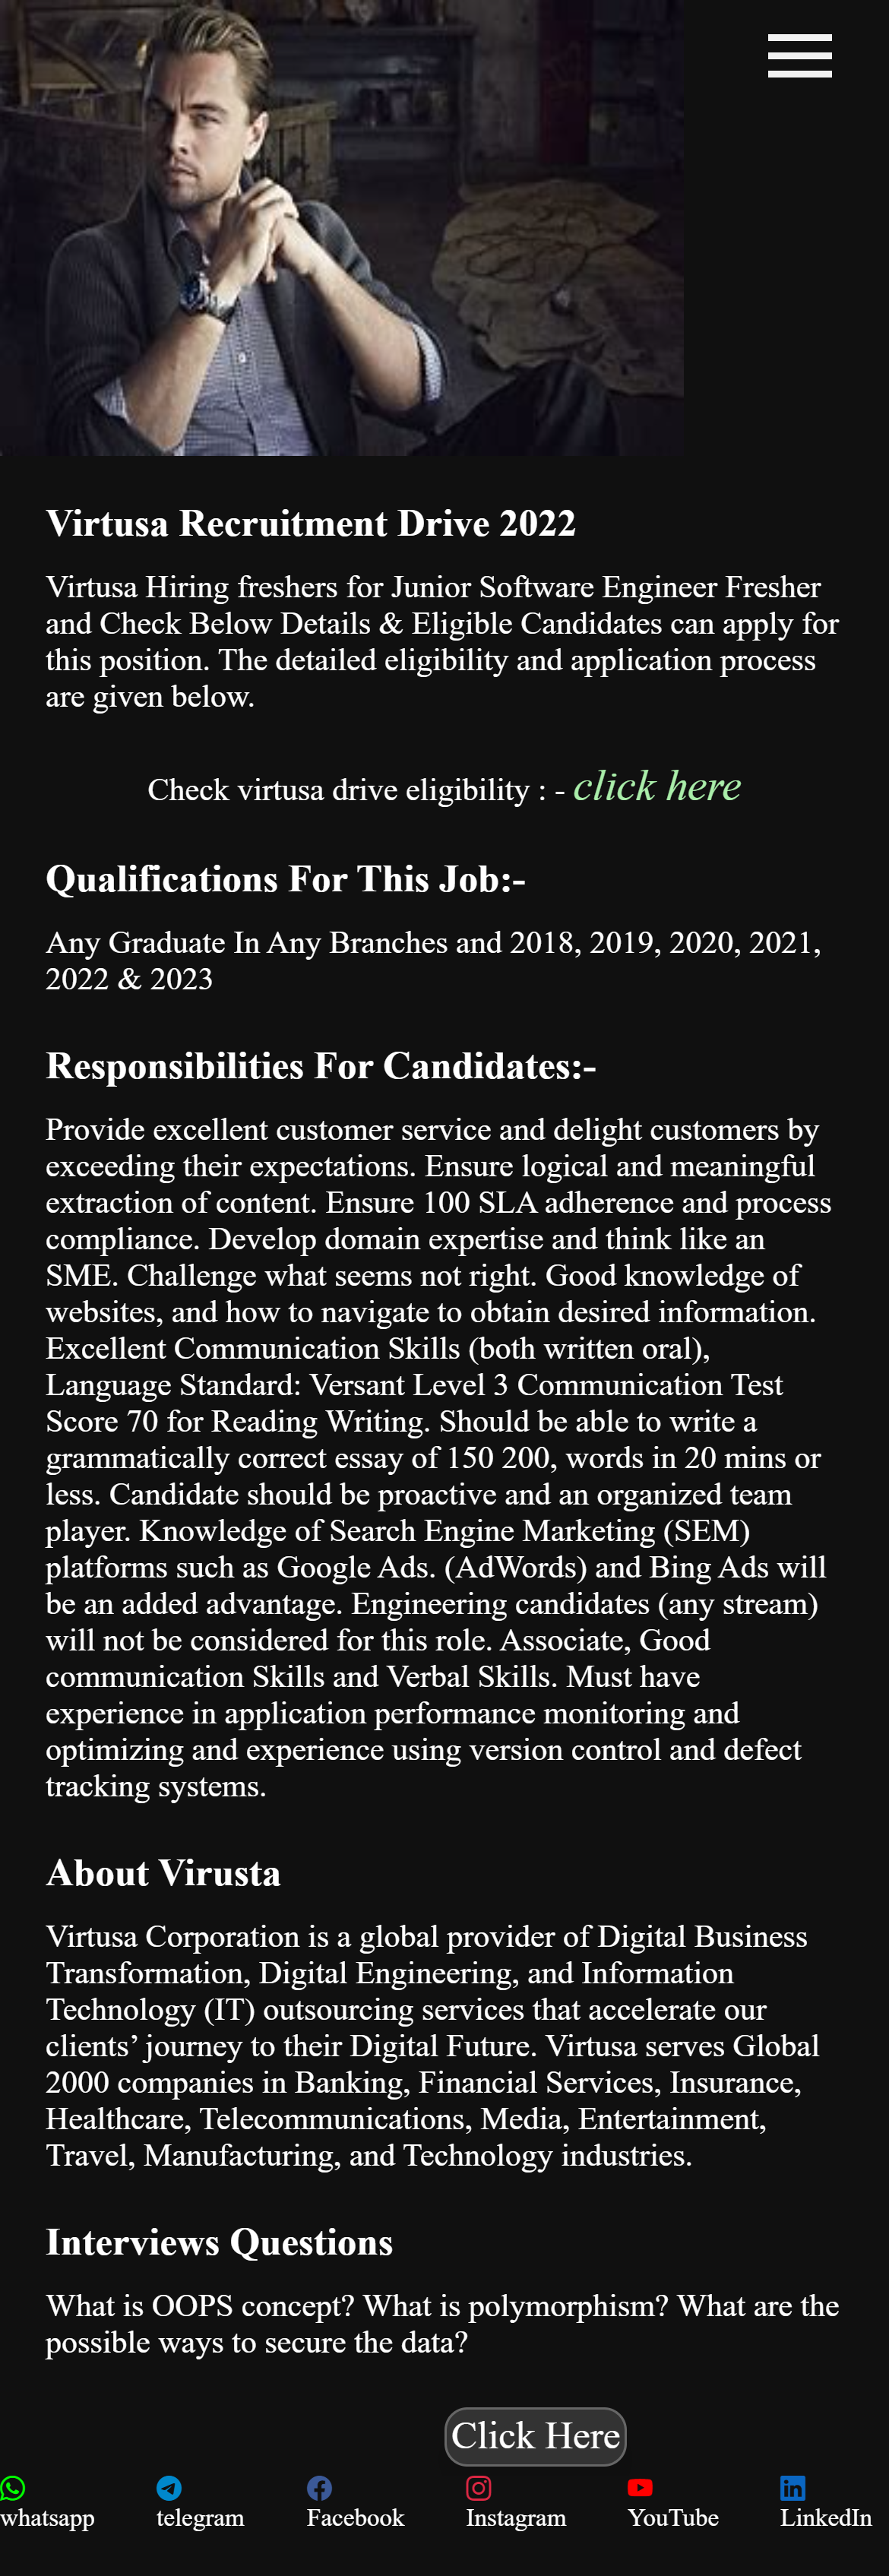 Virtusa Recruitment Drive 2022
Virtusa Hiring freshers for Junior Software Engineer Fresher
and Check Below Details & Eligible Candidates can apply for
this position. The detailed eligibility and application process
are given below.
Check virtusa drive eligibility : - click here
Qualifications For This Job:-
Any Graduate In Any Branches and 2018, 2019, 2020, 2021,
2022 & 2023
Responsibilities For Candidates:-
Provide excellent customer service and delight customers by
exceeding their expectations. Ensure logical and meaningful
extraction of content. Ensure 100 SLA adherence and process
compliance. Develop domain expertise and think like an
SME. Challenge what seems not right. Good knowledge of
websites, and how to navigate to obtain desired information.
Excellent Communication Skills (both written oral),
Language Standard: Versant Level 3 Communication Test
Score 70 for Reading Writing. Should be able to write a
grammatically correct essay of 150 200, words in 20 mins or
less. Candidate should be proactive and an organized team
player. Knowledge of Search Engine Marketing (SEM)
platforms such as Google Ads. (AdWords) and Bing Ads will
be an added advantage. Engineering candidates (any stream)
will not be considered for this role. Associate, Good
communication Skills and Verbal Skills. Must have
experience in application performance monitoring and
optimizing and experience using version control and defect
tracking systems.
About Virusta
Virtusa Corporation is a global provider of Digital Business
Transformation, Digital Engineering, and Information
Technology (IT) outsourcing services that accelerate our
clients’ journey to their Digital Future. Virtusa serves Global
2000 companies in Banking, Financial Services, Insurance,
Healthcare, Telecommunications, Media, Entertainment,
Travel, Manufacturing, and Technology industries.
Interviews Questions
What is OOPS concept? What is polymorphism? What are the
possible ways to secure the data?
Click Here
whatsapp telegram Facebook Instagram YouTube LinkedIn